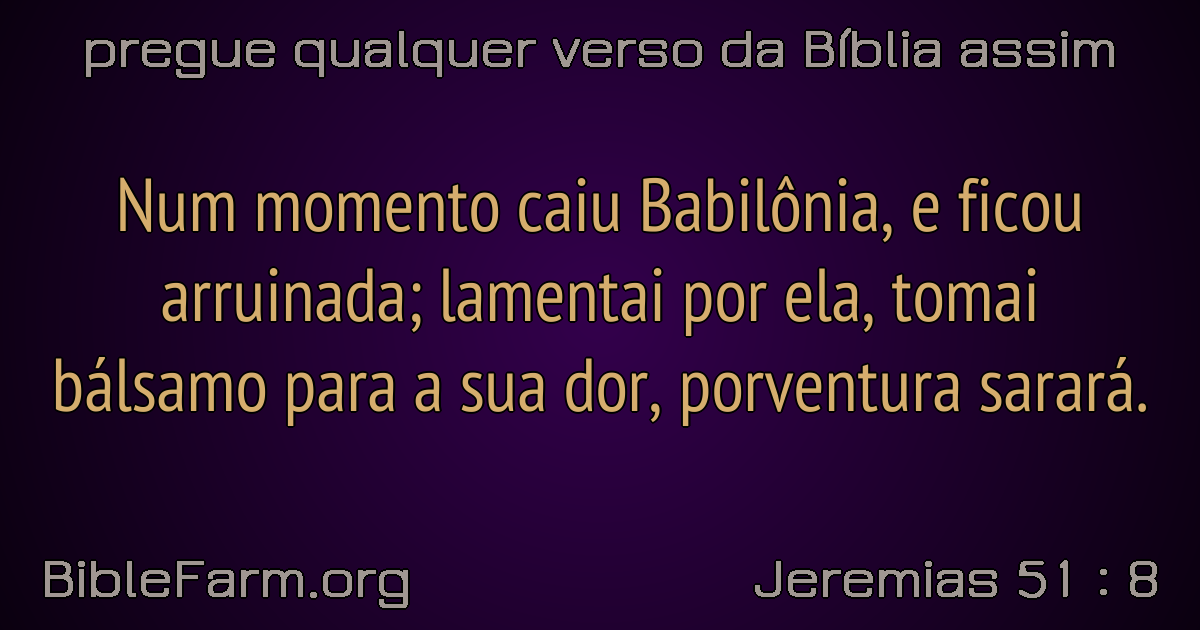 pregue qualquer verso da Bíblia assim
Num momento caiu Babilônia, e ficou
arruinada; lamentai por ela, tomai
bálsamo para a sua dor, porventura sarará.
BibleFarm.org
Jeremias 51 : 8